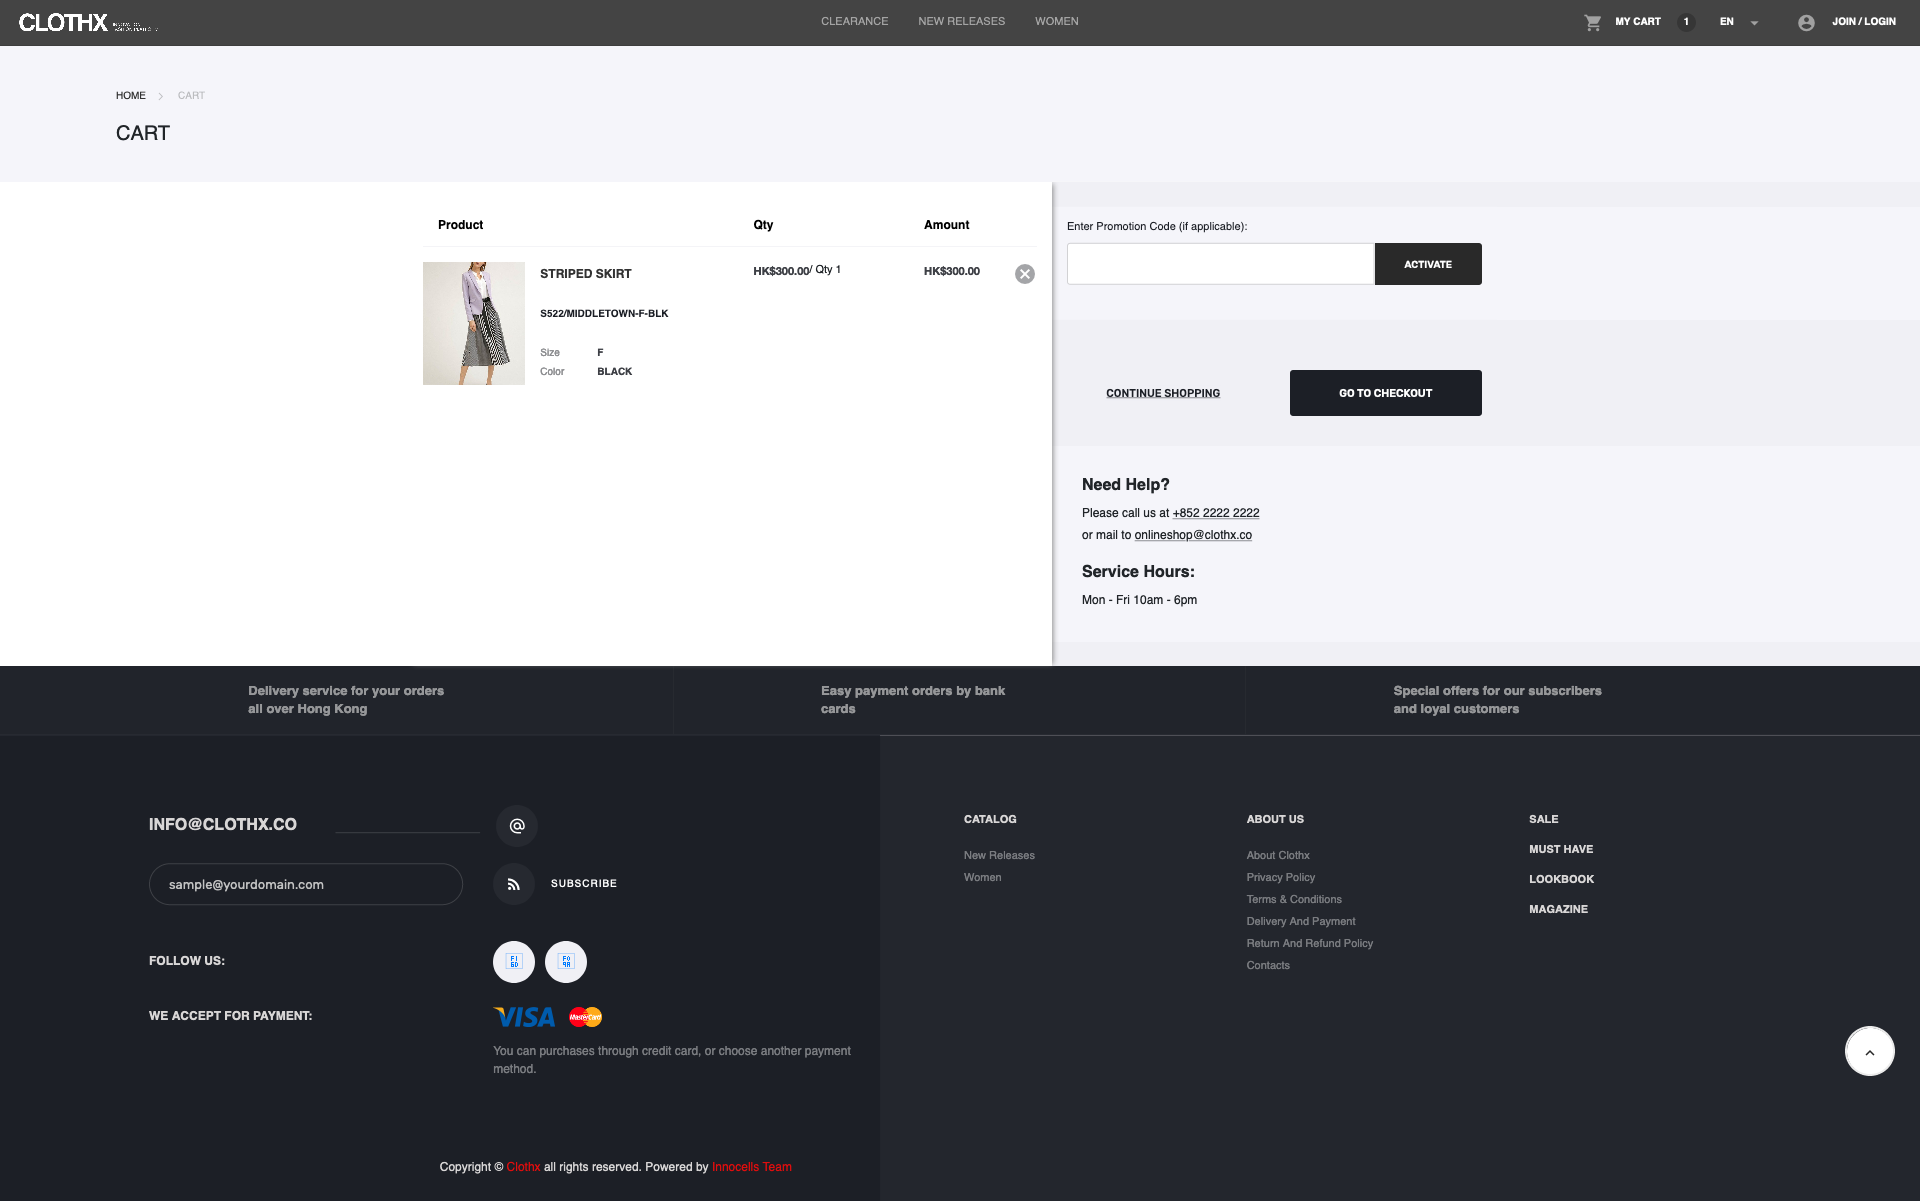 CLOTHX
CLEARANCE
NEW RELEASES
WOMEN
MY CART
1
EN
JOIN / LOGIN
HOME
CART
CART
Product
Qty
Amount
STRIPED SKIRT
HK$300.00/ Qty 1
HK$300.00
S522/MIDDLETOWN-F-BLK
Size
F
Color
BLACK
Enter Promotion Code (if applicable):
ACTIVATE
CONTINUE SHOPPING
GO TO CHECKOUT
Need Help?
Please call us at +852 2222 2222
or mail to onlineshop@clothx.co
Service Hours:
Mon - Fri 10am - 6pm
Delivery service for your orders
all over Hong Kong
Easy payment orders by bank
cards
Special offers for our subscribers
and loyal customers
INFO@CLOTHX.CO
@
sample@yourdomain.com
SUBSCRIBE
FOLLOW US:
WE ACCEPT FOR PAYMENT:
VISA
MasterCard
You can purchases through credit card, or choose another payment
method.
CATALOG
New Releases
Women
ABOUT US
About Clothx
Privacy Policy
Terms & Conditions
Delivery And Payment
Return And Refund Policy
Contacts
SALE
MUST HAVE
LOOKBOOK
MAGAZINE
Copyright © Clothx all rights reserved. Powered by Innocells Team